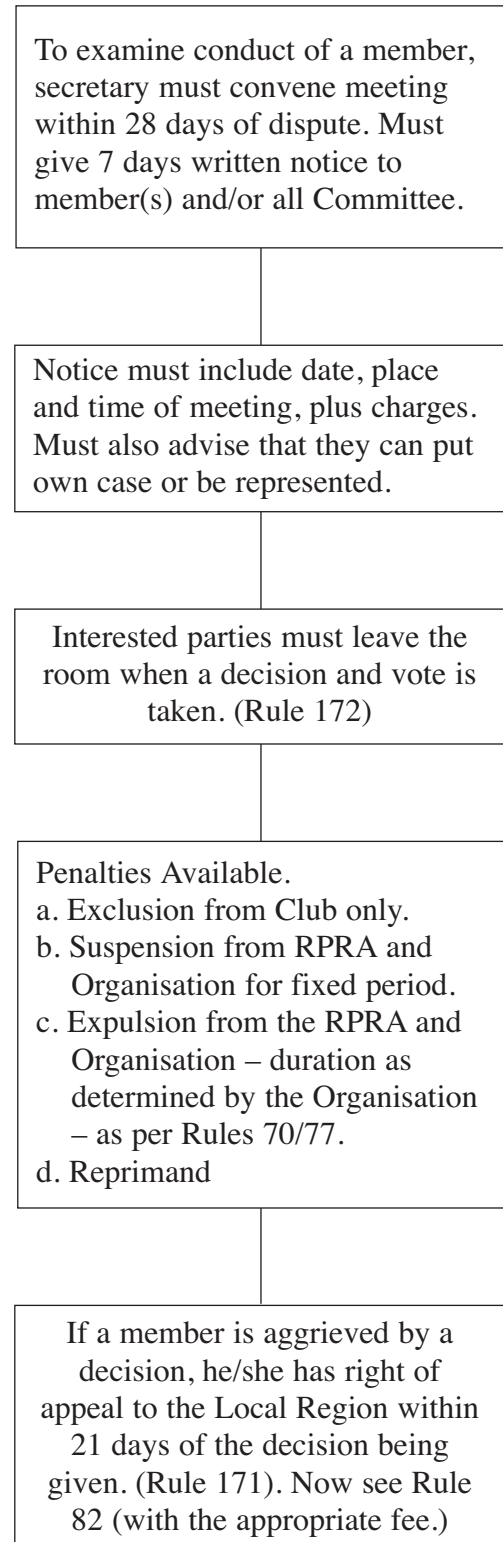 To examine conduct of a member,
secretary must convene meeting
within 28 days of dispute. Must
give 7 days written notice to
member(s) and/or all Committee.
Notice must include date, place
and time of meeting, plus charges.
Must also advise that they can put
own case or be represented.
Interested parties must leave the
room when a decision and vote is
taken. (Rule 172)
Penalties Available.
a. Exclusion from Club only.
b. Suspension from RPRA and
Organisation for fixed period.
c. Expulsion from the RPRA and
Organisation – duration as
determined by the Organisation
– as per Rules 70/77.
d. Reprimand
If a member is aggrieved by a
decision, he/she has right of
appeal to the Local Region within
21 days of the decision being
given. (Rule 171). Now see Rule
82 (with the appropriate fee.)